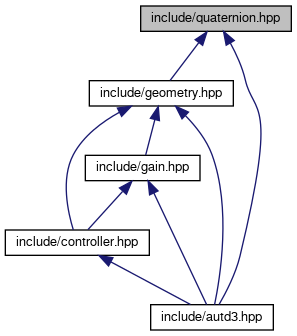 include/quaternion.hpp
include/geometry.hpp
include/gain.hpp
include/controller.hpp
include/autd3.hpp